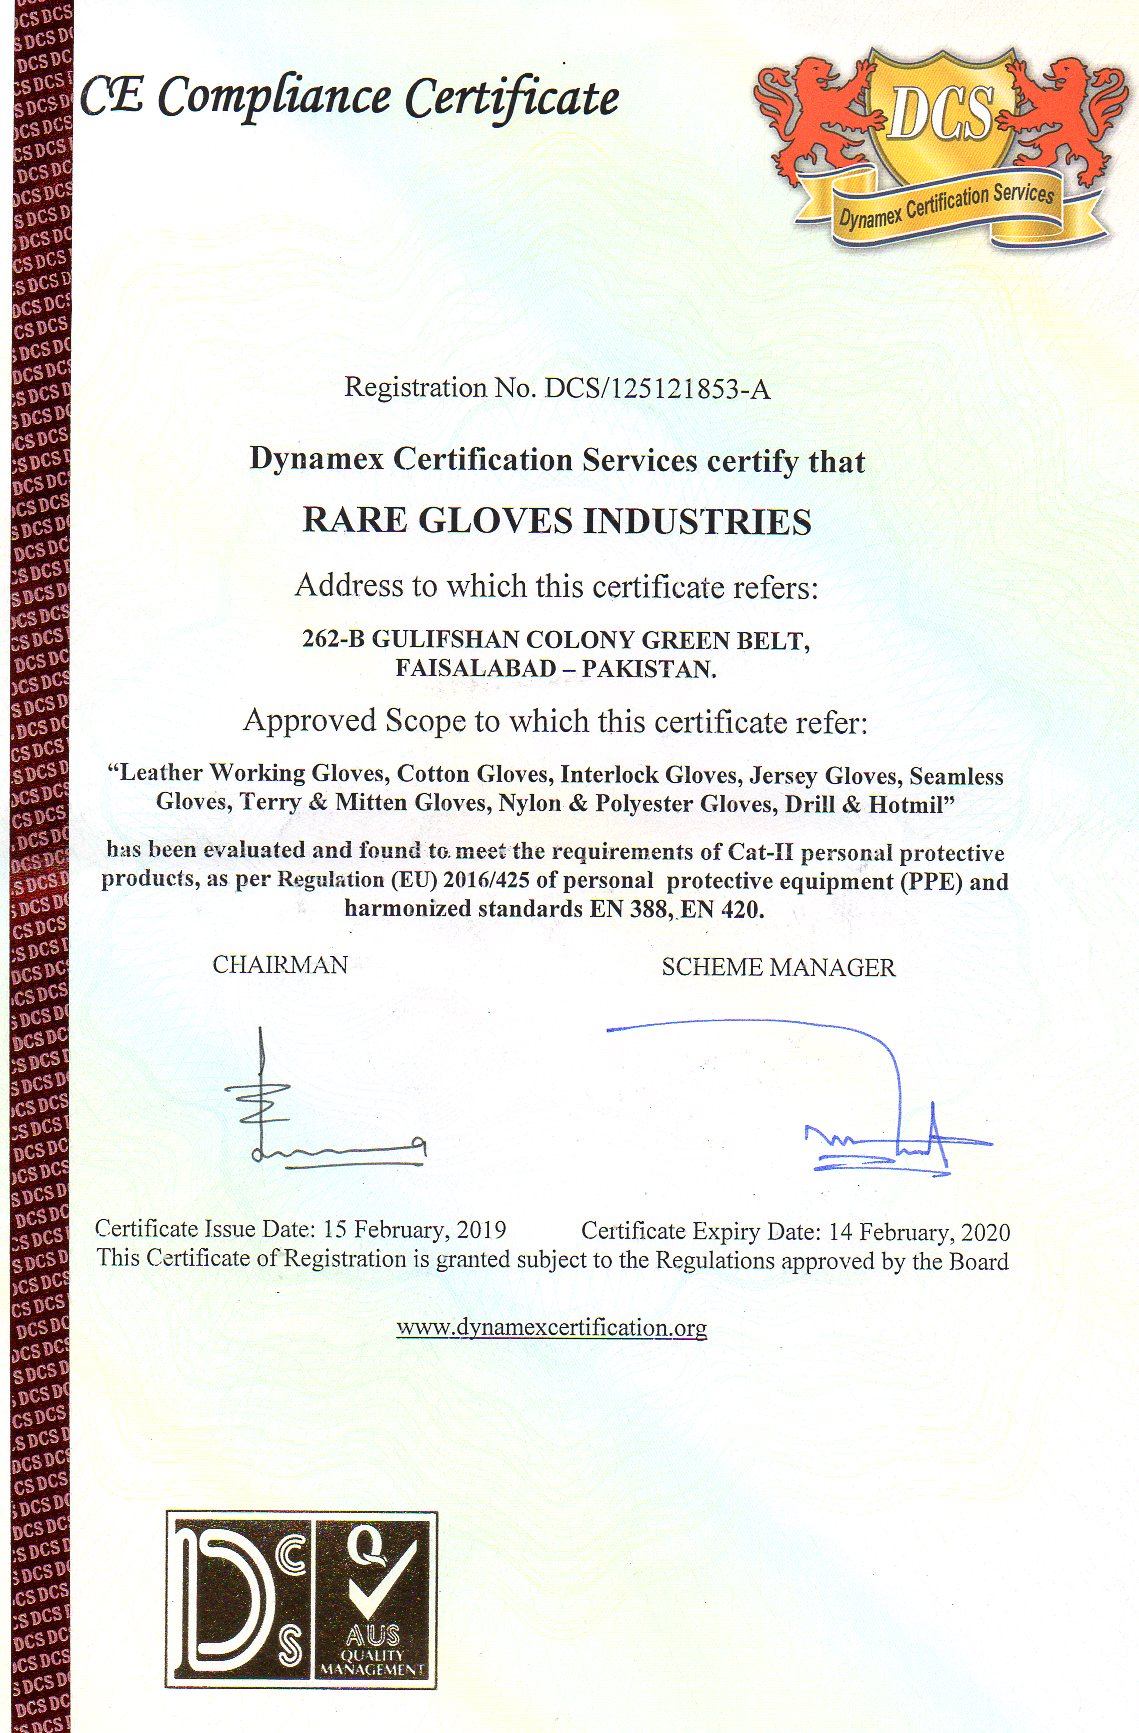 CE Compliance Certificate
DCS
Dynamex Certification Services
Registration No. DCS/125121853-A
Dynamex Certification Services certify that
RARE GLOVES INDUSTRIES
Address to which this certificate refers:
262-B GULIFSHAN COLONY GREEN BELT,
FAISALABAD – PAKISTAN.
Approved Scope to which this certificate refer:
“Leather Working Gloves, Cotton Gloves, Interlock Gloves, Jersey Gloves, Seamless
Gloves, Terry & Mitten Gloves, Nylon & Polyester Gloves, Drill & Hotmil”
has been evaluated and found to meet the requirements of Cat-II personal protective
products, as per Regulation (EU) 2016/425 of personal protective equipment (PPE) and
harmonized standards EN 388, EN 420.
CHAIRMAN SCHEME MANAGER
Certificate Issue Date: 15 February, 2019 Certificate Expiry Date: 14 February, 2020
This Certificate of Registration is granted subject to the Regulations approved by the Board
www.dynamexcertification.org
DCS
Q
AUS
QUALITY
MANAGEMENT